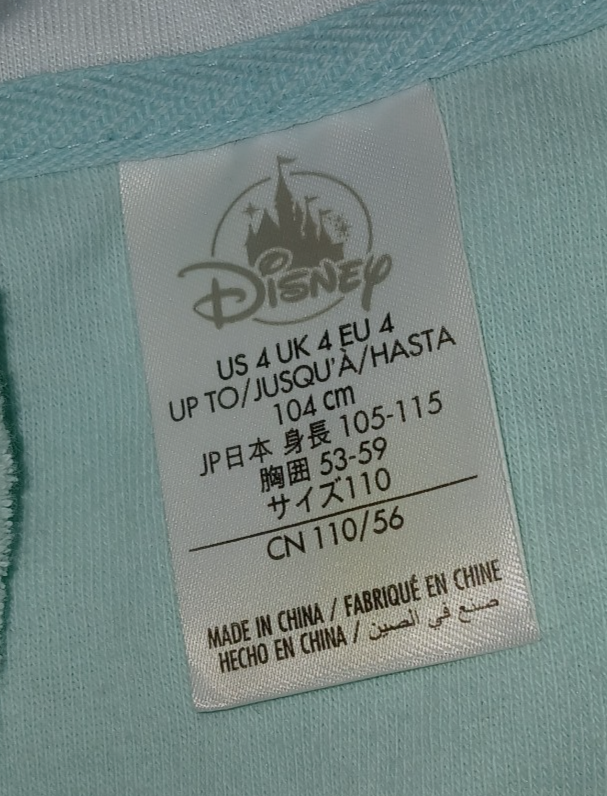 Disney
US 4 UK 4 EU 4
UP TO/JUSQU'À/HASTA
104 cm
JP日本 身長 105-115
胸囲 53-59
サイズ110
CN 110/56
MADE IN CHINA / FABRIQUÉ EN CHINE
HECHO EN CHINA / صنع في الصين